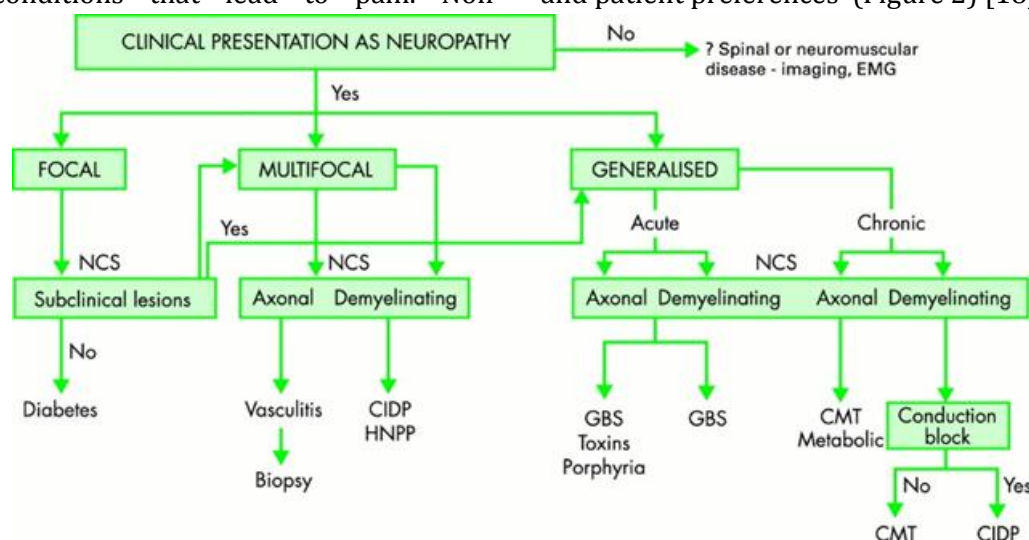 conditions that lead to pain. Non
and patient preferences (Figure 2) [18,
CLINICAL PRESENTATION AS NEUROPATHY
No
? Spinal or neuromuscular
disease - imaging, EMG
Yes
FOCAL
MULTIFOCAL
GENERALISED
Yes
Acute
Chronic
NCS
NCS
NCS
Subclinical lesions
Axonal Demyelinating
Axonal Demyelinating
Axonal Demyelinating
No
Diabetes
Vasculitis
CIDP
HNPP
GBS
Toxins
Porphyria
GBS
CMT
Metabolic
Conduction
block
Biopsy
No
Yes
CMT
CIDP